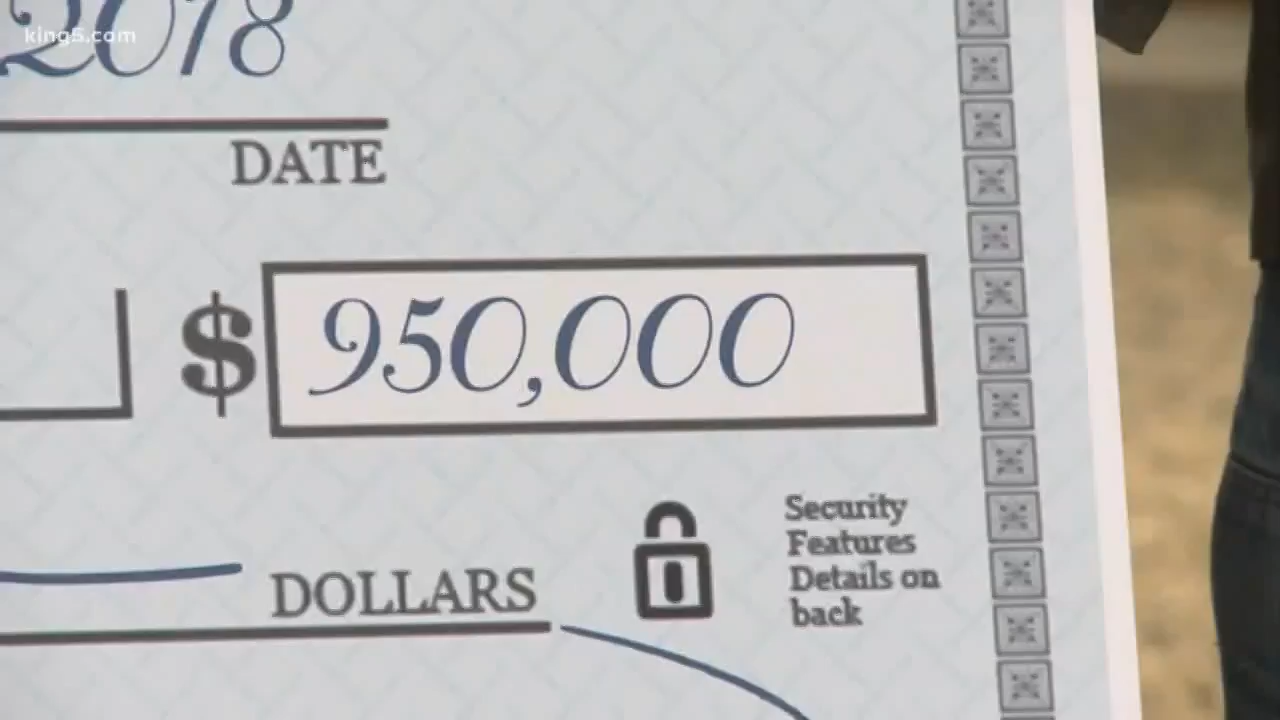 king5.com
2018
DATE
$ 950,000
Security
Features
Details on
back
DOLLARS